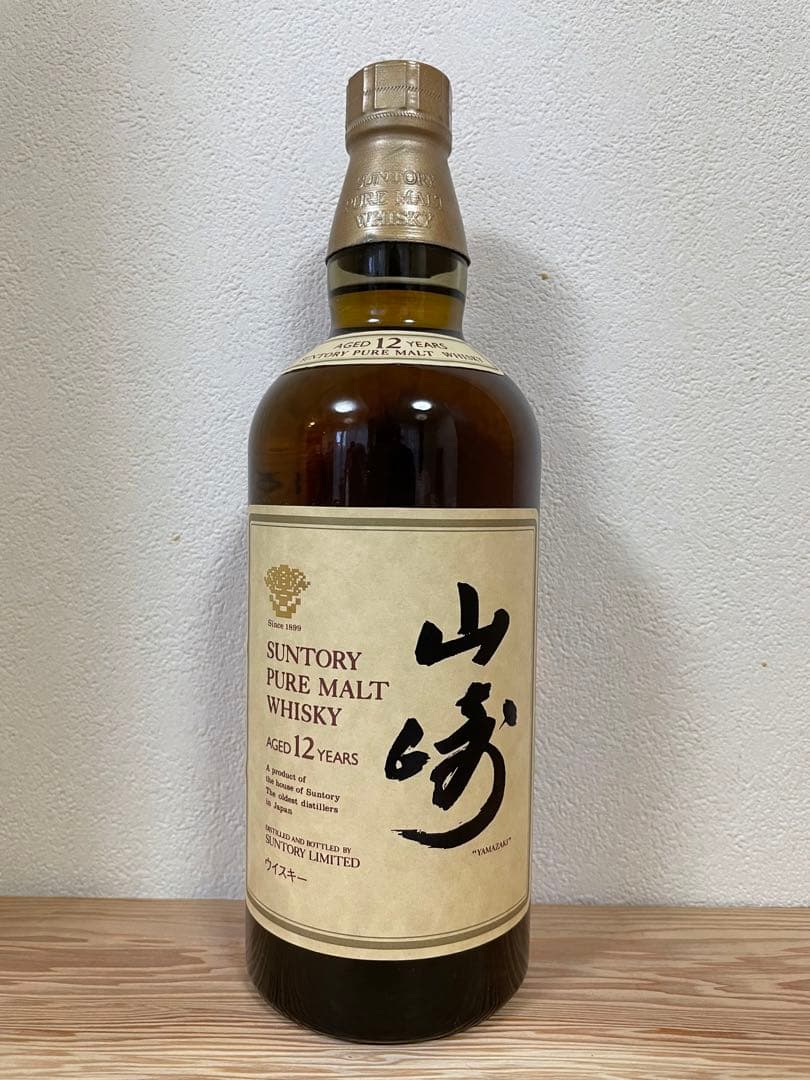 SUNTORY
PURE MALT
WHISKY
AGED 12 YEARS
SUNTORY PURE MALT WHISKY
Since 1899
SUNTORY
PURE MALT
WHISKY
AGED 12 YEARS
A product of
the house of Suntory
The oldest distillers
in Japan
DISTILLED AND BOTTLED BY
SUNTORY LIMITED
ウイスキー
山崎
"YAMAZAKI"